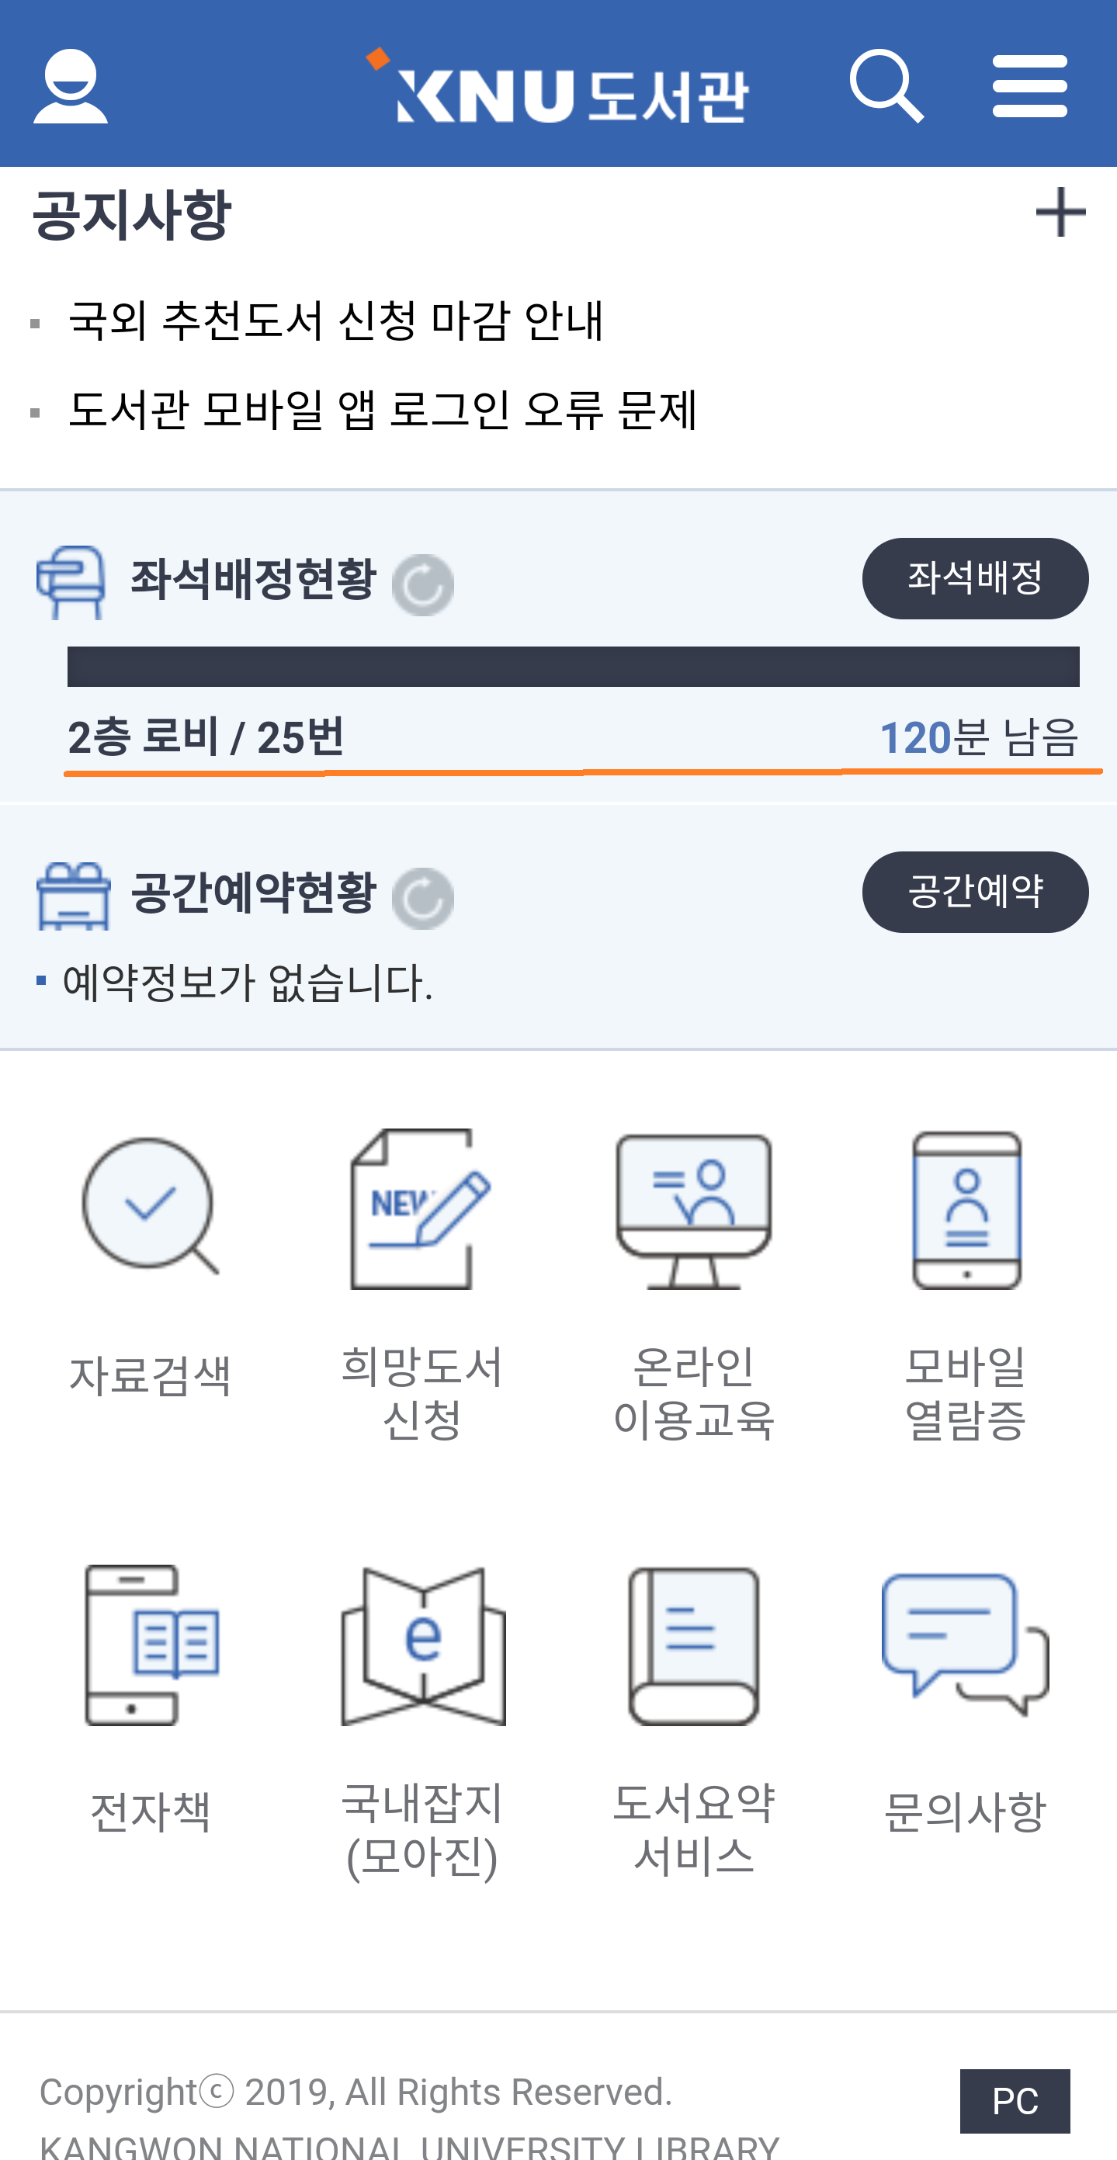 KNU도서관
공지사항
국외 추천도서 신청 마감 안내
도서관 모바일 앱 로그인 오류 문제
좌석배정현황
좌석배정
2층 로비 / 25번
120분 남음
공간예약현황
공간예약
예약정보가 없습니다.
NEW
자료검색
희망도서
신청
온라인
이용교육
모바일
열람증
e
전자책
국내잡지
(모아진)
도서요약
서비스
문의사항
Copyrightⓒ 2019, All Rights Reserved.
PC
KANGWON NATIONAL UNIVERSITY LIBRARY